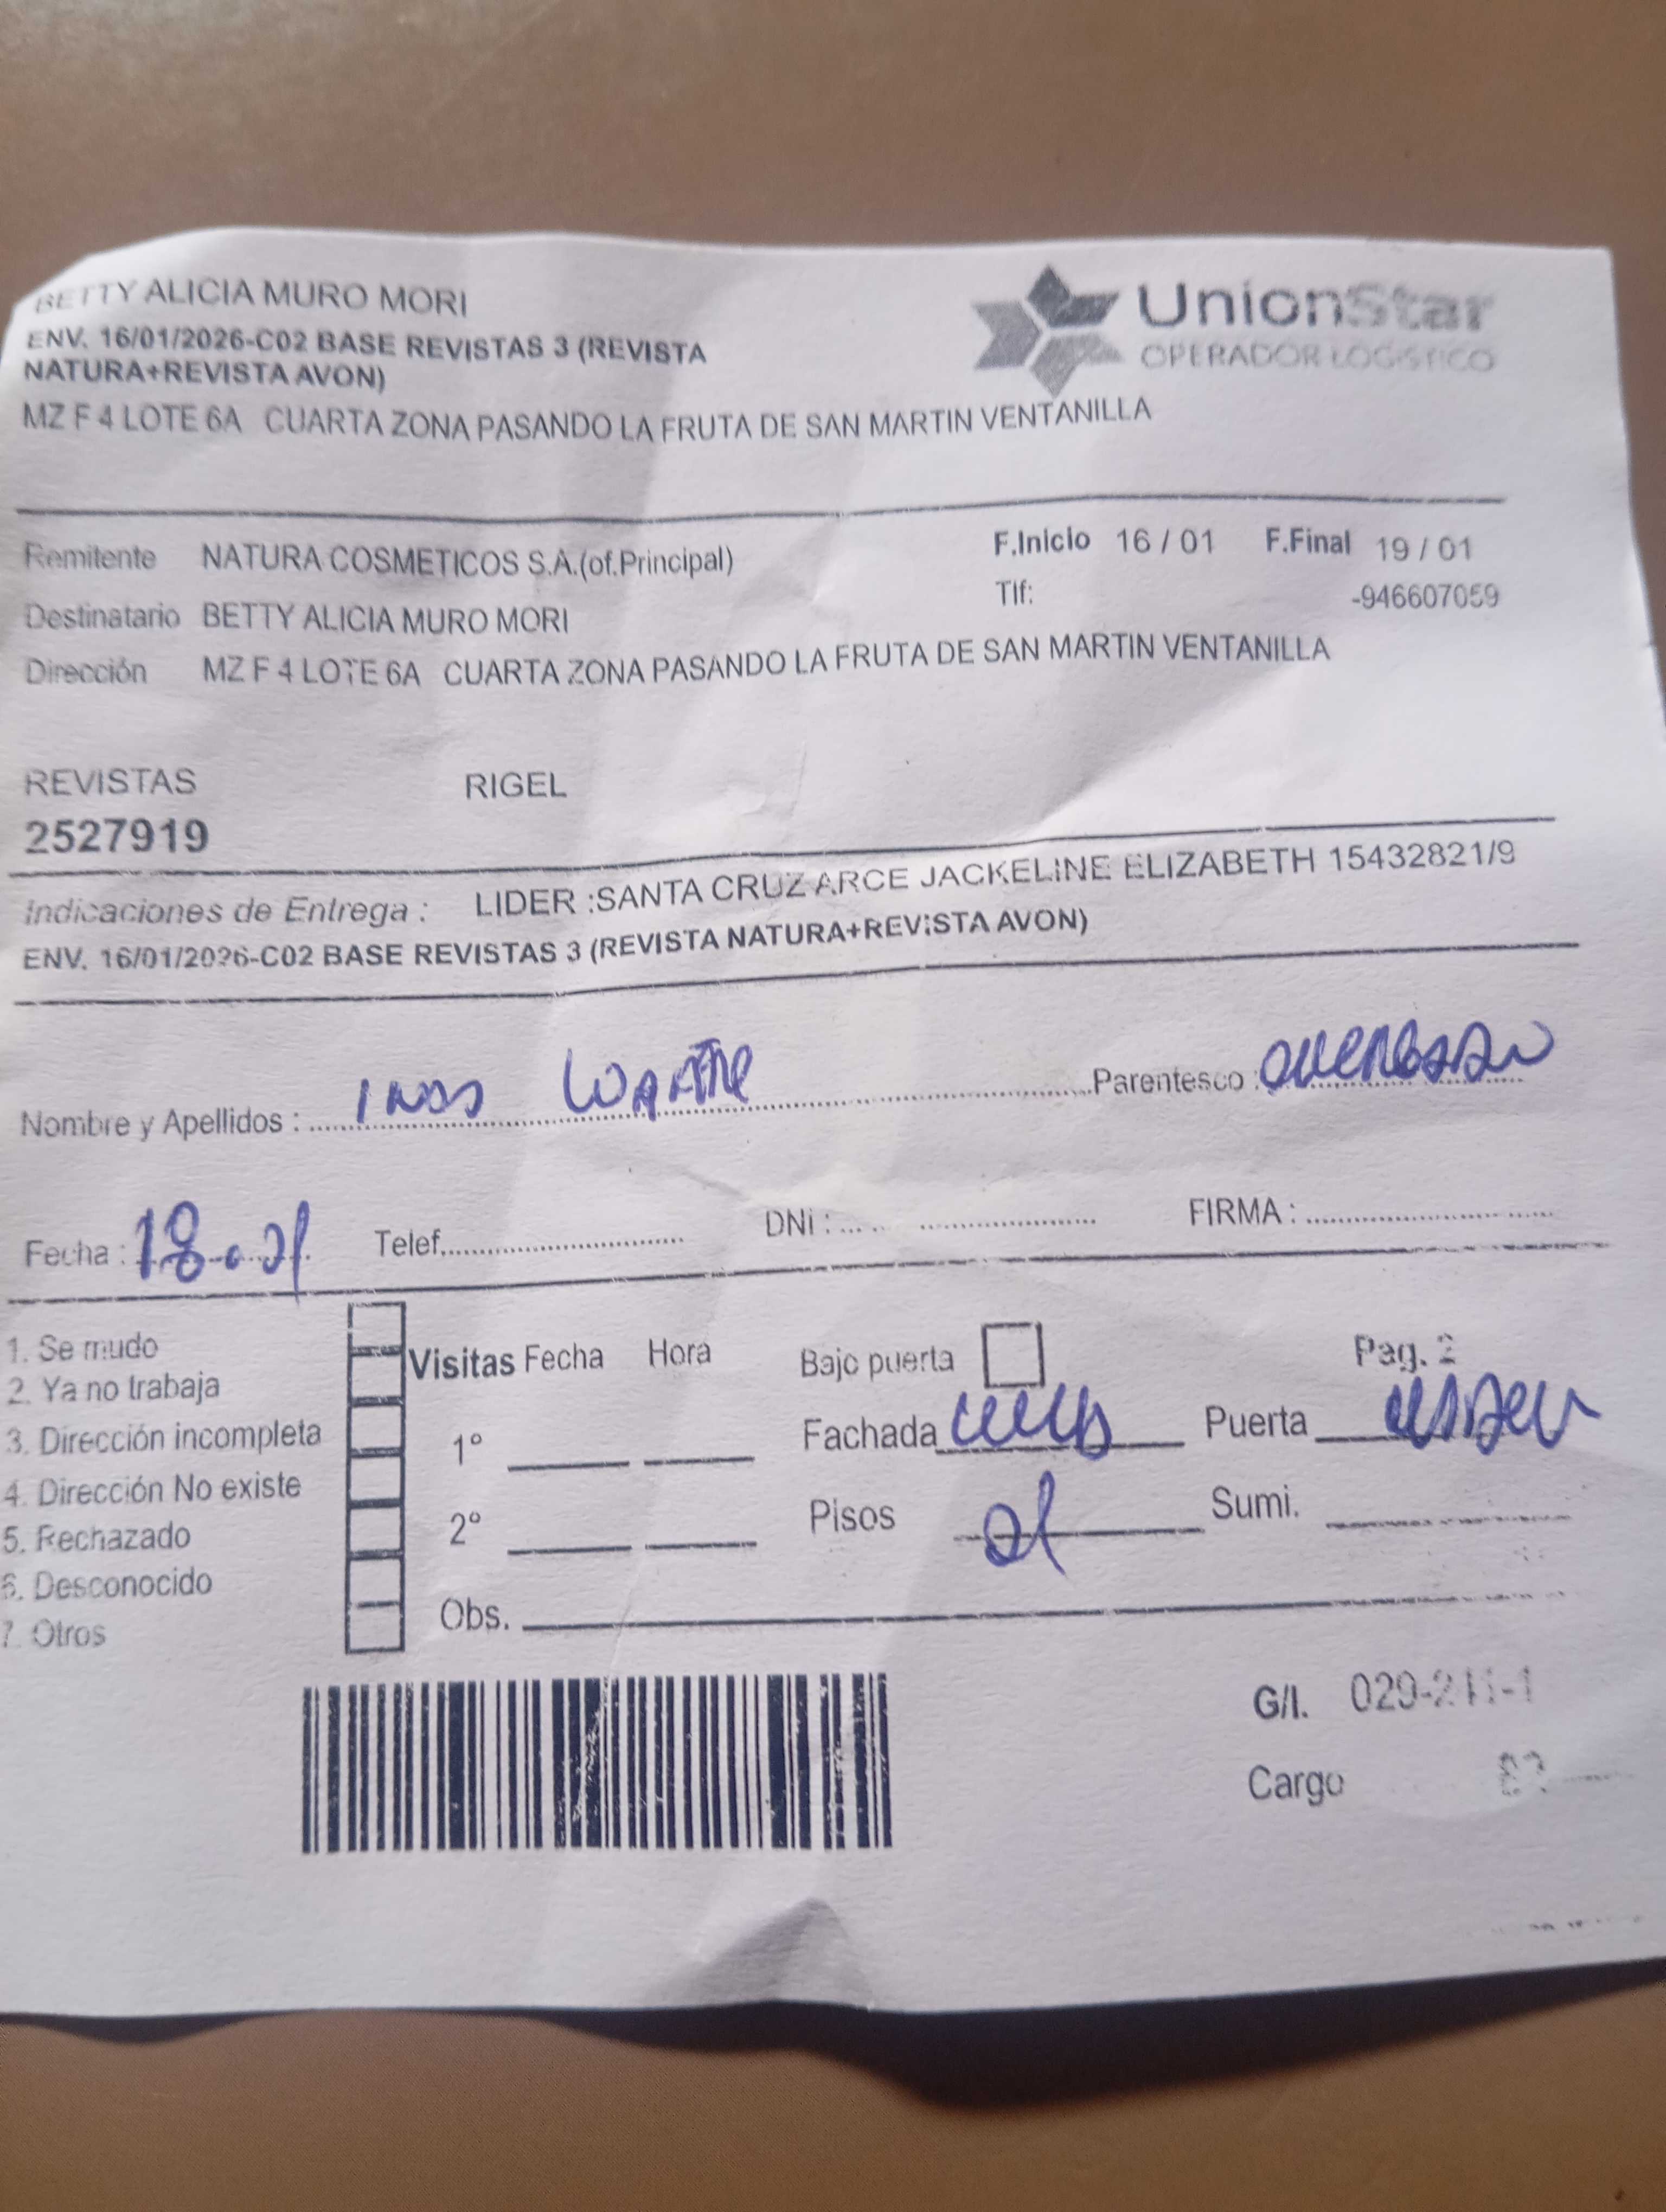 BETTY ALICIA MURO MORI
UnionStar
OPERADOR LOGISTICO
ENV. 16/01/2026-C02 BASE REVISTAS 3 (REVISTA
NATURA+REVISTA AVON)
MZ F 4 LOTE 6A CUARTA ZONA PASANDO LA FRUTA DE SAN MARTIN VENTANILLA
Remitente NATURA COSMETICOS S.A.(of.Principal) F.Inicio 16 / 01 F.Final 19 / 01
Tlf: -946607059
Destinatario BETTY ALICIA MURO MORI
Dirección MZ F 4 LOTE 6A CUARTA ZONA PASANDO LA FRUTA DE SAN MARTIN VENTANILLA
REVISTAS RIGEL
2527919
Indicaciones de Entrega : LIDER :SANTA CRUZ ARCE JACKELINE ELIZABETH 15432821/9
ENV. 16/01/2026-C02 BASE REVISTAS 3 (REVISTA NATURA+REVISTA AVON)
Nombre y Apellidos : Parentesco :
Fecha : 18.01 Telef. DNI : FIRMA :
1. Se mudo
2. Ya no trabaja
3. Dirección incompleta
4. Dirección No existe
5. Rechazado
6. Desconocido
7. Otros
Visitas Fecha Hora
1º
2º
Obs.
Bajo puerta Pag. 2
Fachada Puerta
Pisos Sumi.
G/I.
Cargo